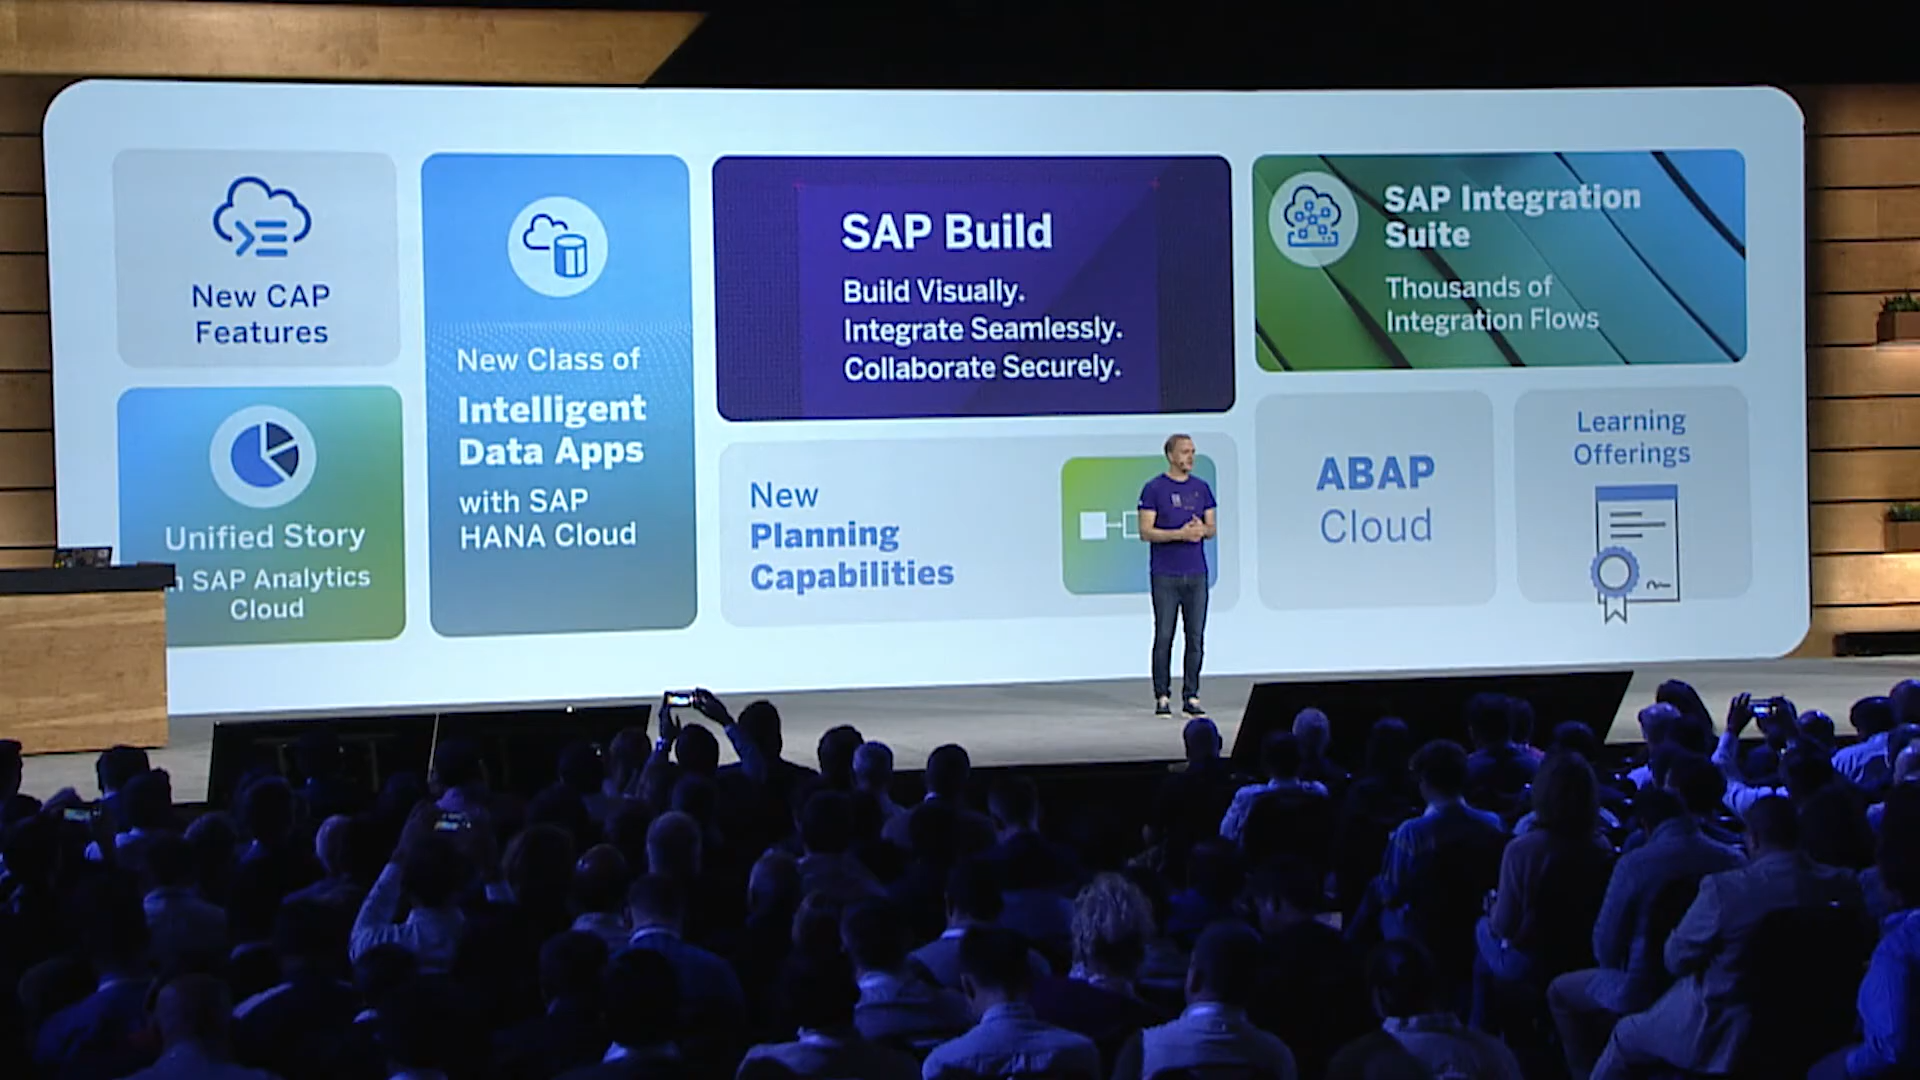 New CAP
Features
Unified Story
SAP Analytics
Cloud
New Class of
Intelligent
Data Apps
with SAP
HANA Cloud
SAP Build
Build Visually.
Integrate Seamlessly.
Collaborate Securely.
New
Planning
Capabilities
SAP Integration
Suite
Thousands of
Integration Flows
ABAP
Cloud
Learning
Offerings